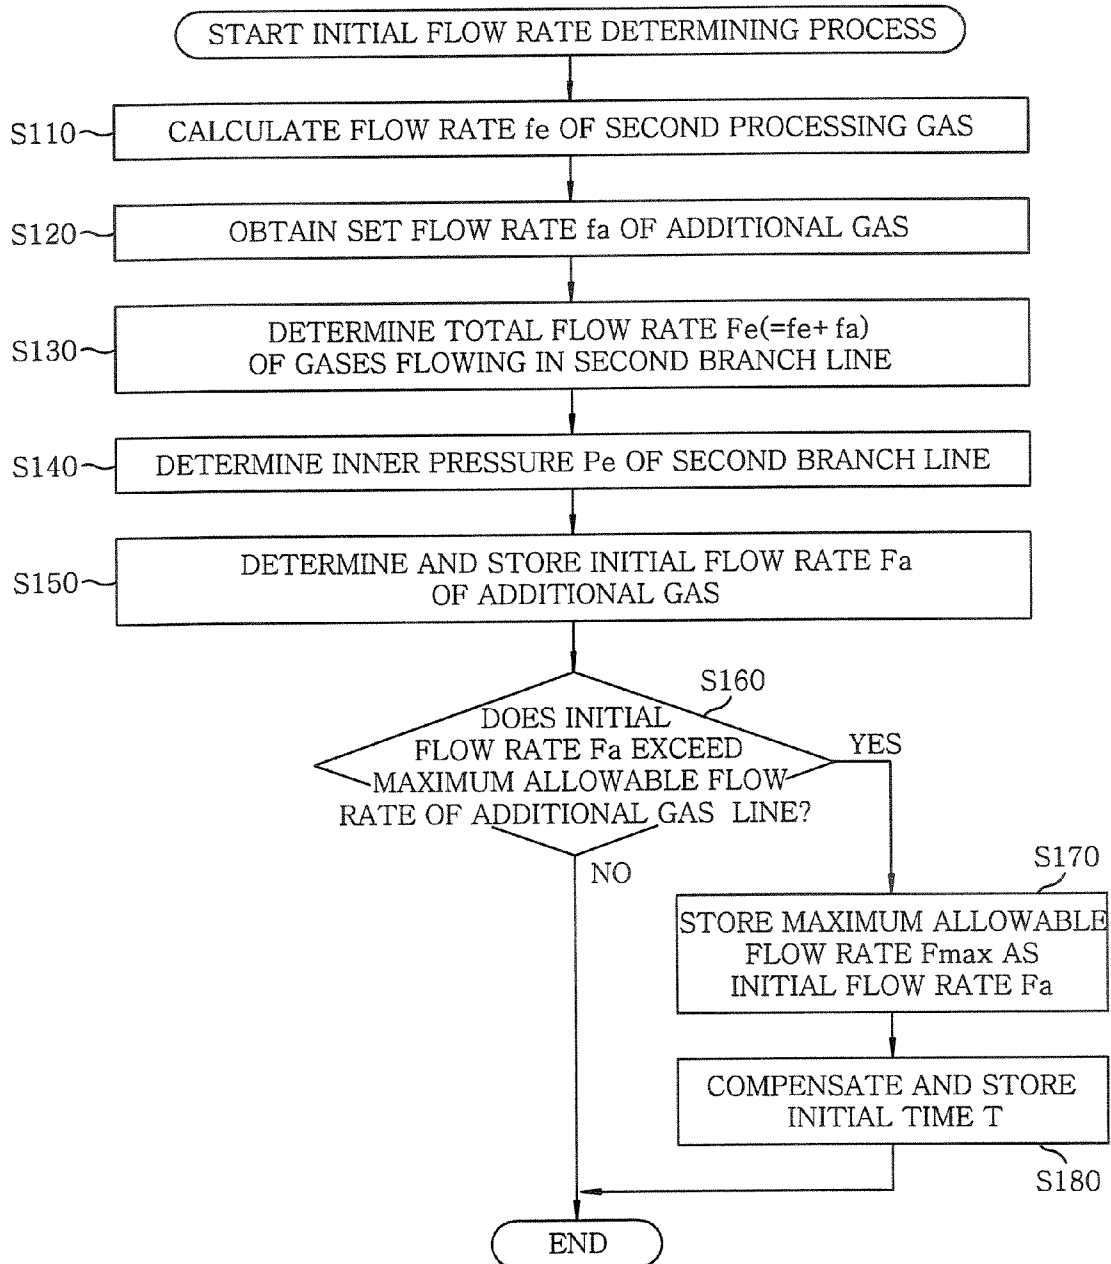 START INITIAL FLOW RATE DETERMINING PROCESS
S110
CALCULATE FLOW RATE fe OF SECOND PROCESSING GAS
S120
OBTAIN SET FLOW RATE fa OF ADDITIONAL GAS
S130
DETERMINE TOTAL FLOW RATE Fe(=fe+ fa)
OF GASES FLOWING IN SECOND BRANCH LINE
S140
DETERMINE INNER PRESSURE Pe OF SECOND BRANCH LINE
S150
DETERMINE AND STORE INITIAL FLOW RATE Fa
OF ADDITIONAL GAS
S160
DOES INITIAL
FLOW RATE Fa EXCEED
MAXIMUM ALLOWABLE FLOW
RATE OF ADDITIONAL GAS LINE?
YES
NO
S170
STORE MAXIMUM ALLOWABLE
FLOW RATE Fmax AS
INITIAL FLOW RATE Fa
COMPENSATE AND STORE
INITIAL TIME T
S180
END